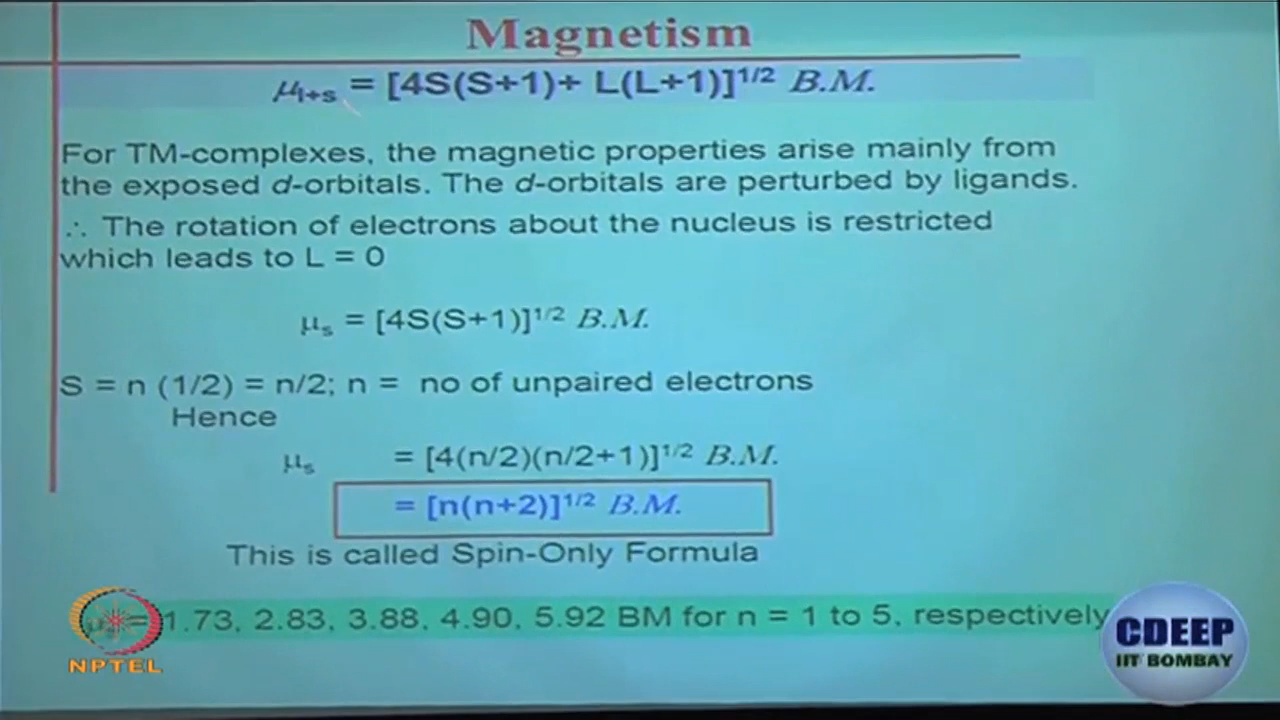 Magnetism
μl+s = [4S(S+1)+ L(L+1)]1/2 B.M.
For TM-complexes, the magnetic properties arise mainly from
the exposed d-orbitals. The d-orbitals are perturbed by ligands.
∴ The rotation of electrons about the nucleus is restricted
which leads to L = 0
μs = [4S(S+1)]1/2 B.M.
S = n (1/2) = n/2; n = no of unpaired electrons
Hence
μs = [4(n/2)(n/2+1)]1/2 B.M.
= [n(n+2)]1/2 B.M.
This is called Spin-Only Formula
= 1.73, 2.83, 3.88, 4.90, 5.92 BM for n = 1 to 5, respectively
NPTEL
CDEEP
IIT BOMBAY